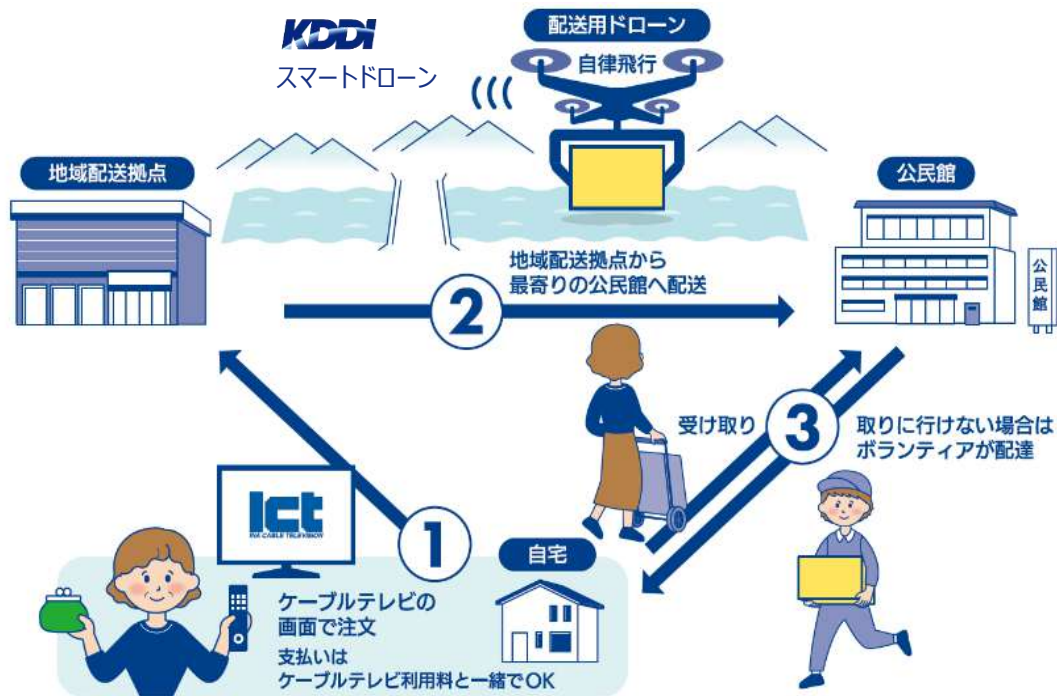 KDDI
スマートドローン
配送用ドローン
自律飛行
地域配送拠点
公民館
公民館
地域配送拠点から
最寄りの公民館へ配送
2
受け取り
3
取りに行けない場合は
ボランティアが配達
Ict
INA CABLE TELEVISION
1
自宅
ケーブルテレビの
画面で注文
支払いは
ケーブルテレビ利用料と一緒でOK